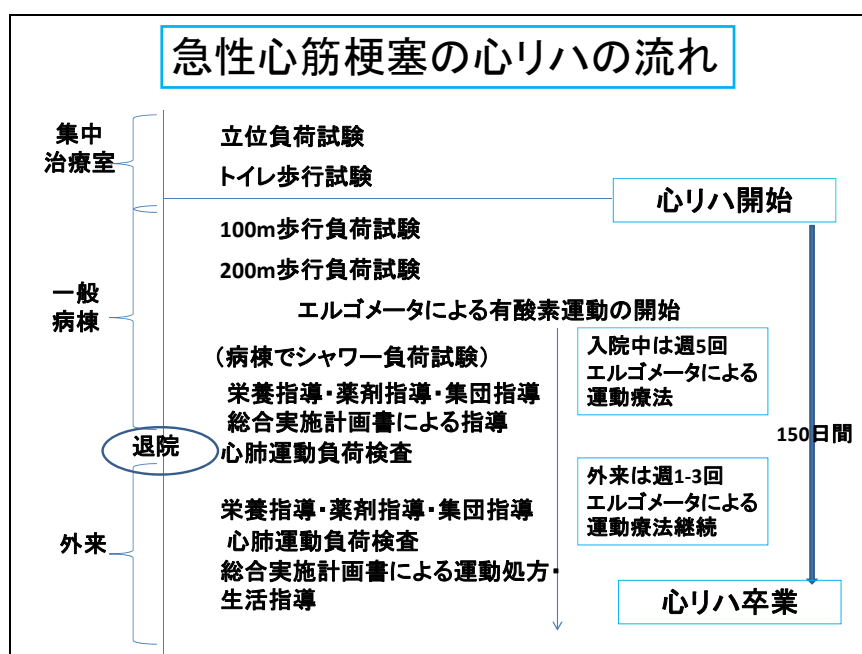 急性心筋梗塞の心リハの流れ
集中
治療室
立位負荷試験
トイレ歩行試験
心リハ開始
一般
病棟
100m歩行負荷試験
200m歩行負荷試験
エルゴメータによる有酸素運動の開始
(病棟でシャワー負荷試験)
入院中は週5回
エルゴメータによる
運動療法
栄養指導・薬剤指導・集団指導
総合実施計画書による指導
150日間
退院
心肺運動負荷検査
外来
外来は週1-3回
エルゴメータによる
運動療法継続
栄養指導・薬剤指導・集団指導
心肺運動負荷検査
総合実施計画書による運動処方・
生活指導
心リハ卒業